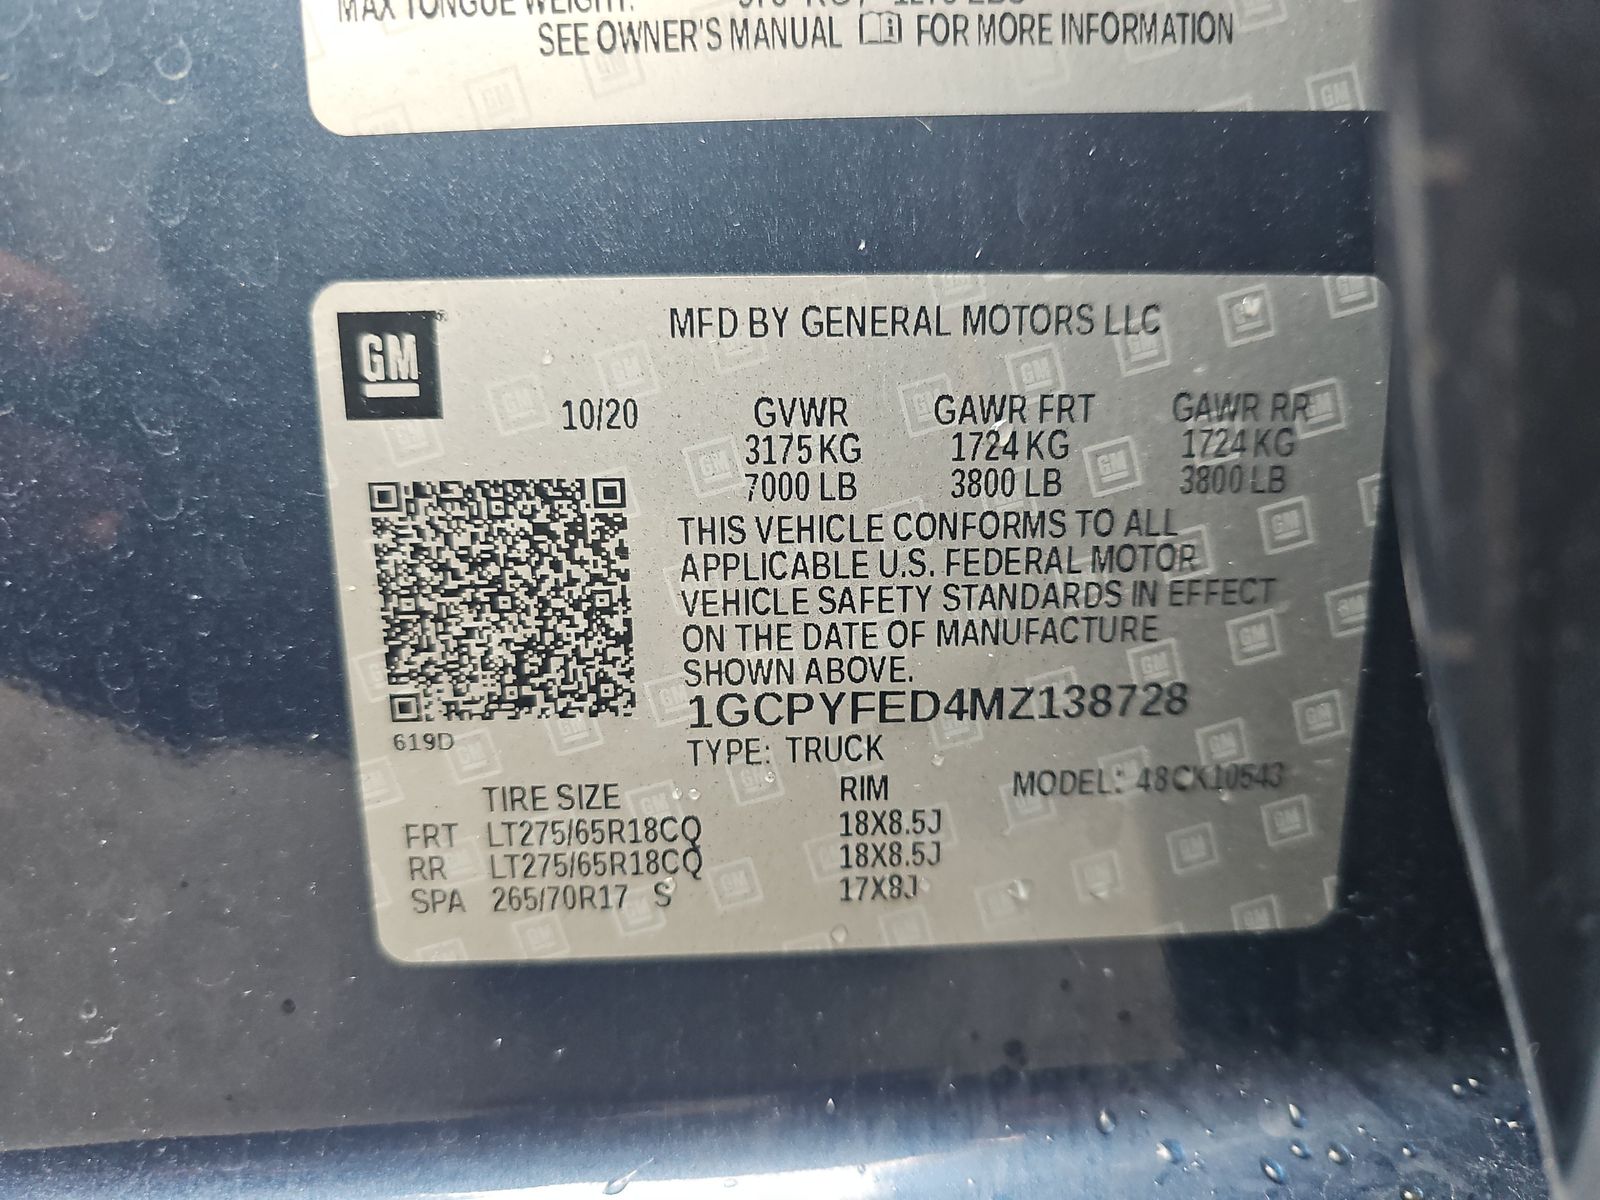 MAX TONGUE WEIGHT:
SEE OWNER'S MANUAL FOR MORE INFORMATION
GM
MFD BY GENERAL MOTORS LLC
10/20 GVWR GAWR FRT GAWR RR
3175 KG 1724 KG 1724 KG
7000 LB 3800 LB 3800 LB
THIS VEHICLE CONFORMS TO ALL
APPLICABLE U.S. FEDERAL MOTOR
VEHICLE SAFETY STANDARDS IN EFFECT
ON THE DATE OF MANUFACTURE
SHOWN ABOVE.
1GCPYFED4MZ138728
619D
TYPE: TRUCK
TIRE SIZE RIM MODEL: 48CK10543
FRT LT275/65R18CQ 18X8.5J
RR LT275/65R18CQ 18X8.5J
SPA 265/70R17 S 17X8J